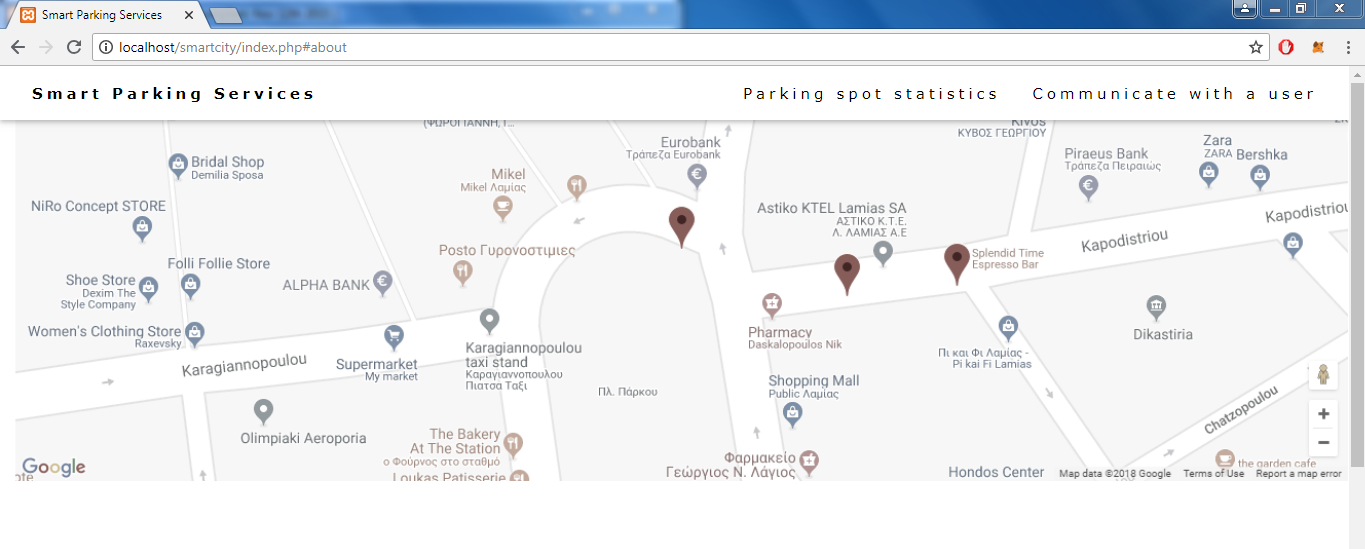 Smart Parking Services
localhost/smartcity/index.php#about
Smart Parking Services
Parking spot statistics
Communicate with a user
(ΨΩΡΟΓΙΑΝΝΗ, Τ...
Bridal Shop
Demilia Sposa
NiRo Concept STORE
Shoe Store
Dexim The
Style Company
Folli Follie Store
Women's Clothing Store
Raxevsky
ALPHA BANK
Mikel
Mikel Λαμίας
Posto Γυρονοστιμιες
Eurobank
Τράπεζα Eurobank
Astiko KTEL Lamias SA
ΑΣΤΙΚΟ Κ.Τ.Ε.
Λ. ΛΑΜΙΑΣ Α.Ε
Kivos
ΚΥΒΟΣ ΓΕΩΡΓΙΟΥ
Piraeus Bank
Τράπεζα Πειραιώς
Zara
ZARA
Bershka
Kapodistriou
Kapodistriou
Splendid Time
Espresso Bar
Karagiannopoulou
Supermarket
My market
Karagiannopoulou
taxi stand
Καραγιαννοπουλου
Πιατσα Ταξι
Πλ. Πάρκου
Pharmacy
Daskalopoulos Nik
Shopping Mall
Public Λαμίας
Πι και Φι Λαμίας -
Pi kai Fi Lamias
Dikastiria
Chatzopoulou
Olimpiaki Aeroporia
The Bakery
At The Station
ο Φούρνος στο σταθμό
Loukas Patisserie
Φαρμακείο
Γεώργιος Ν. Λάγιος
Hondos Center
the garden cafe
Google
Map data ©2018 Google
Terms of Use
Report a map error